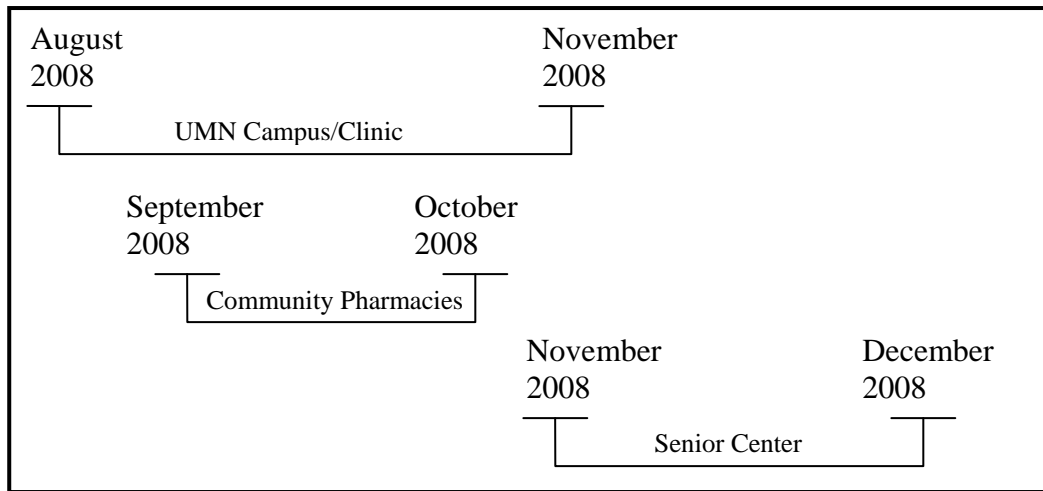 August November
2008 2008
UMN Campus/Clinic
September October
2008 2008
Community Pharmacies
November December
2008 2008
Senior Center